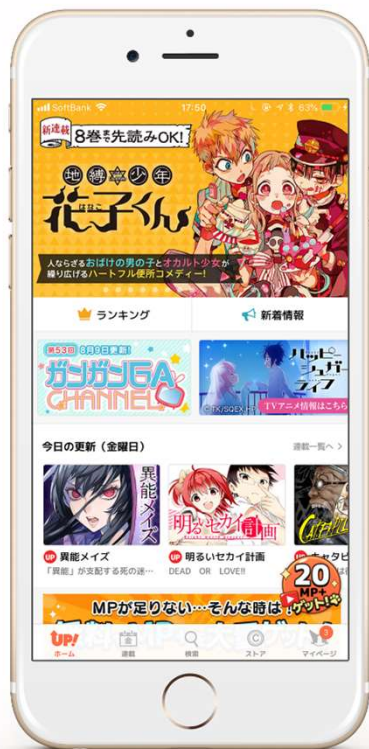 SoftBank 17:50 63%
新連載 8巻まで先読みOK!
地縛少年
花子くん
はなこ
人ならざるおばけの男の子とオカルト少女が
繰り広げるハートフル便所コメディー!
ランキング 新着情報
第53回 8月9日更新!
ガンガンGA
CHANNEL
ハッピー
シュガー
ライフ
TVアニメ情報はこちら
今日の更新(金曜日) 連載一覧へ >
異能メイズ
明るいセカイ計画
UP 異能メイズ UP 明るいセカイ計画 UP キャタピ
「異能」が支配する死の迷… DEAD OR LOVE!!
20
MP+
ゲット!
MPが足りない…そんな時は
UP! 連載 検索 ストア マイページ
ホーム
3